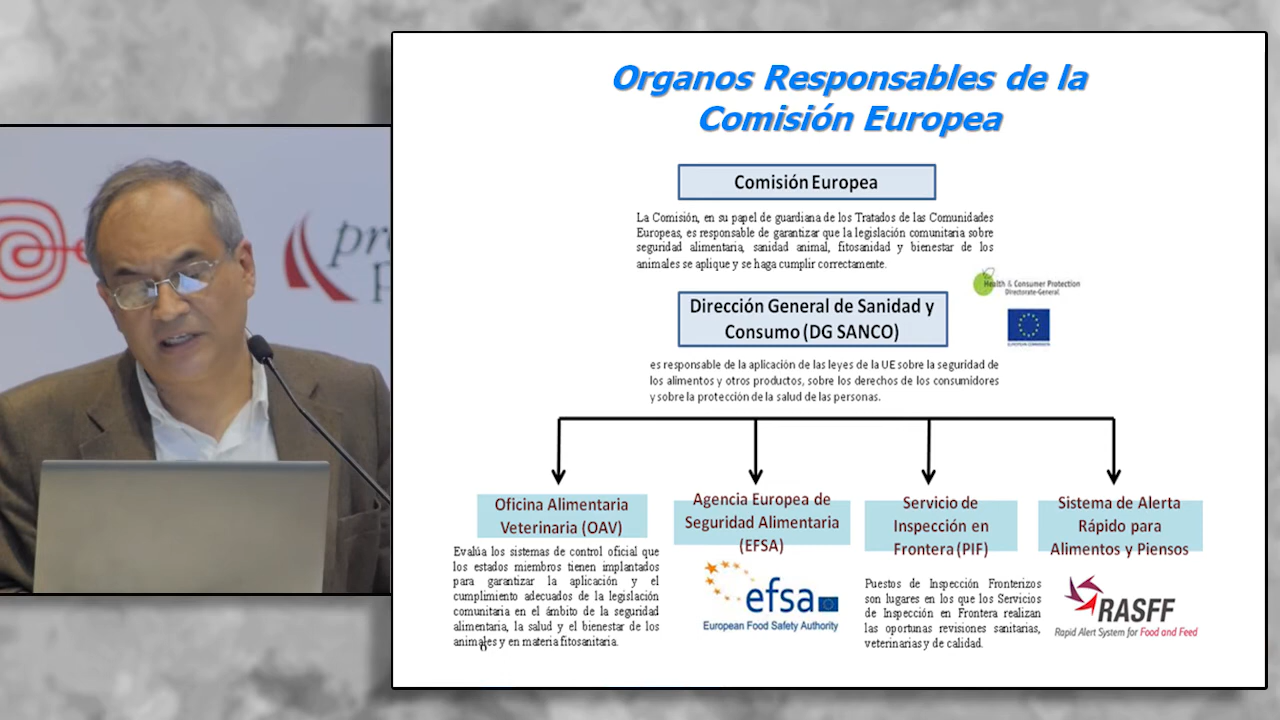 Organos Responsables de la
Comisión Europea
Comisión Europea
La Comisión, en su papel de guardiana de los Tratados de las Comunidades
Europeas, es responsable de garantizar que la legislación comunitaria sobre
seguridad alimentaria, sanidad animal, fitosanidad y bienestar de los
animales se aplique y se haga cumplir correctamente.
Health & Consumer Protection
Directorate-General
Dirección General de Sanidad y
Consumo (DG SANCO)
EUROPEAN COMMISSION
es responsable de la aplicación de las leyes de la UE sobre la seguridad de
los alimentos y otros productos, sobre los derechos de los consumidores
y sobre la protección de la salud de las personas.
Oficina Alimentaria
Veterinaria (OAV)
Evalúa los sistemas de control oficial que
los estados miembros tienen implantados
para garantizar la aplicación y el
cumplimiento adecuados de la legislación
comunitaria en el ámbito de la seguridad
alimentaria, la salud y el bienestar de los
animales y en materia fitosanitaria.
6
Agencia Europea de
Seguridad Alimentaria
(EFSA)
efsa
European Food Safety Authority
Servicio de
Inspección en
Frontera (PIF)
Puestos de Inspección Fronterizos
son lugares en los que los Servicios
de Inspección en Frontera realizan
las oportunas revisiones sanitarias,
veterinarias y de calidad.
Sistema de Alerta
Rápido para
Alimentos y Piensos
RASFF
Rapid Alert System for Food and Feed